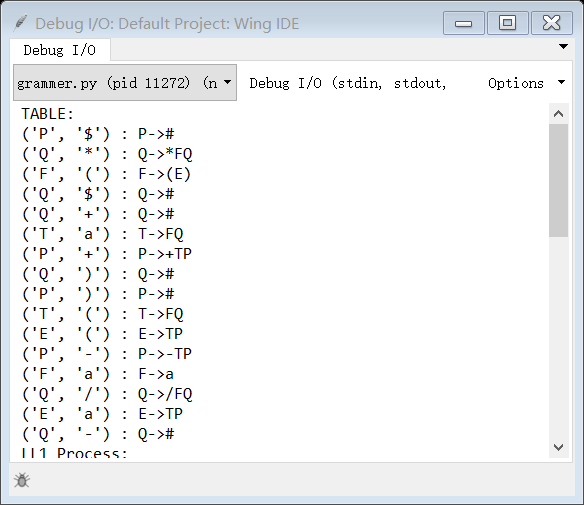 Debug I/O: Default Project: Wing IDE
Debug I/O
grammer.py (pid 11272) (n
Debug I/O (stdin, stdout,
Options
TABLE:
('P', '$') : P->#
('Q', '*') : Q->*FQ
('F', '(') : F->(E)
('Q', '$') : Q->#
('Q', '+') : Q->#
('T', 'a') : T->FQ
('P', '+') : P->+TP
('Q', ')') : Q->#
('P', ')') : P->#
('T', '(') : T->FQ
('E', '(') : E->TP
('P', '-') : P->-TP
('F', 'a') : F->a
('Q', '/') : Q->/FQ
('E', 'a') : E->TP
('Q', '-') : Q->#
LL1 Process: